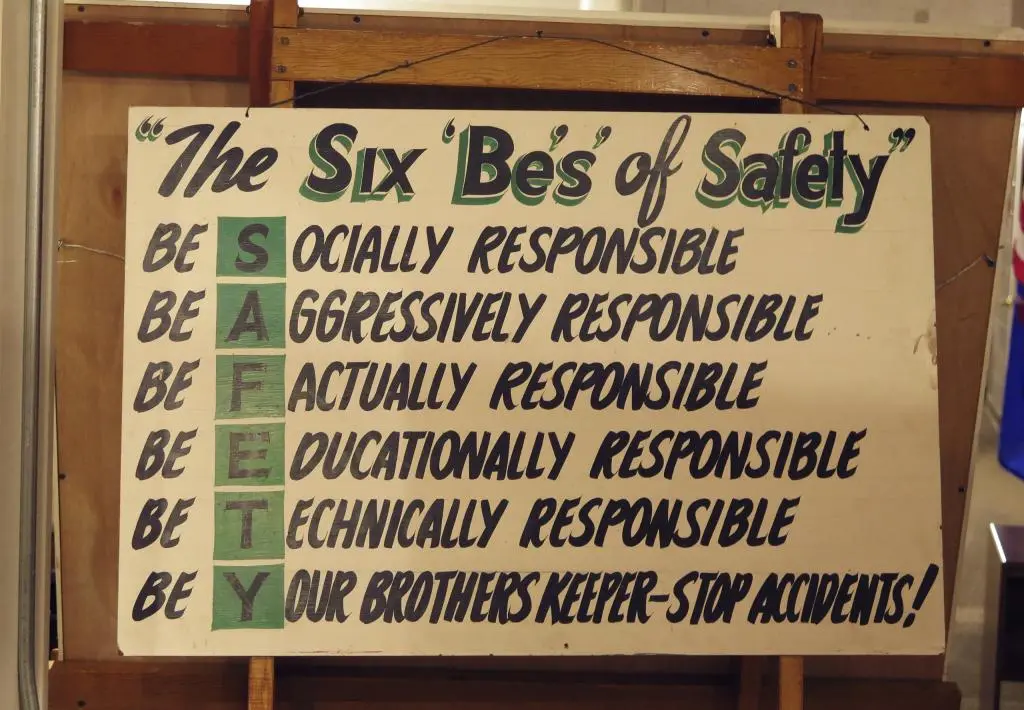 "The Six 'Be's' of Safety"
BE SOCIALLY RESPONSIBLE
BE AGGRESSIVELY RESPONSIBLE
BE FACTUALLY RESPONSIBLE
BE EDUCATIONALLY RESPONSIBLE
BE TECHNICALLY RESPONSIBLE
BE YOUR BROTHERS KEEPER-STOP ACCIDENTS!